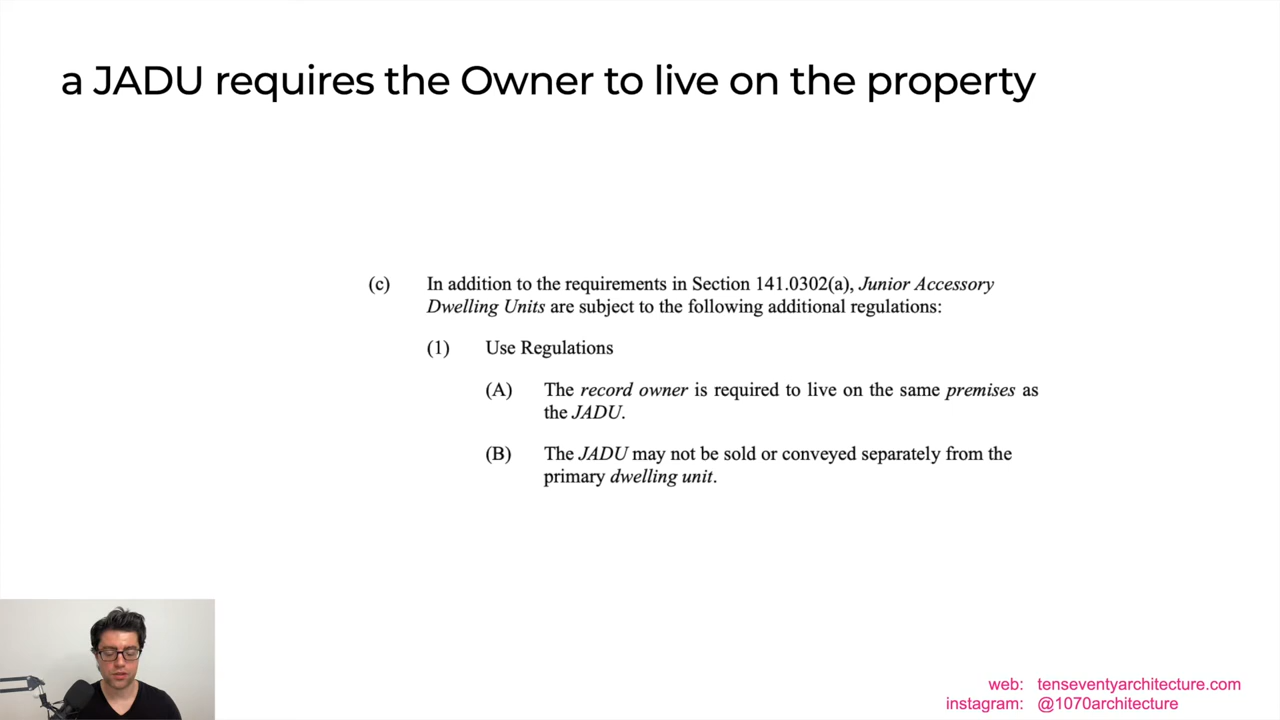 a JADU requires the Owner to live on the property
(c) In addition to the requirements in Section 141.0302(a), Junior Accessory
Dwelling Units are subject to the following additional regulations:
(1) Use Regulations
(A) The record owner is required to live on the same premises as
the JADU.
(B) The JADU may not be sold or conveyed separately from the
primary dwelling unit.
web: tenseventyarchitecture.com
instagram: @1070architecture